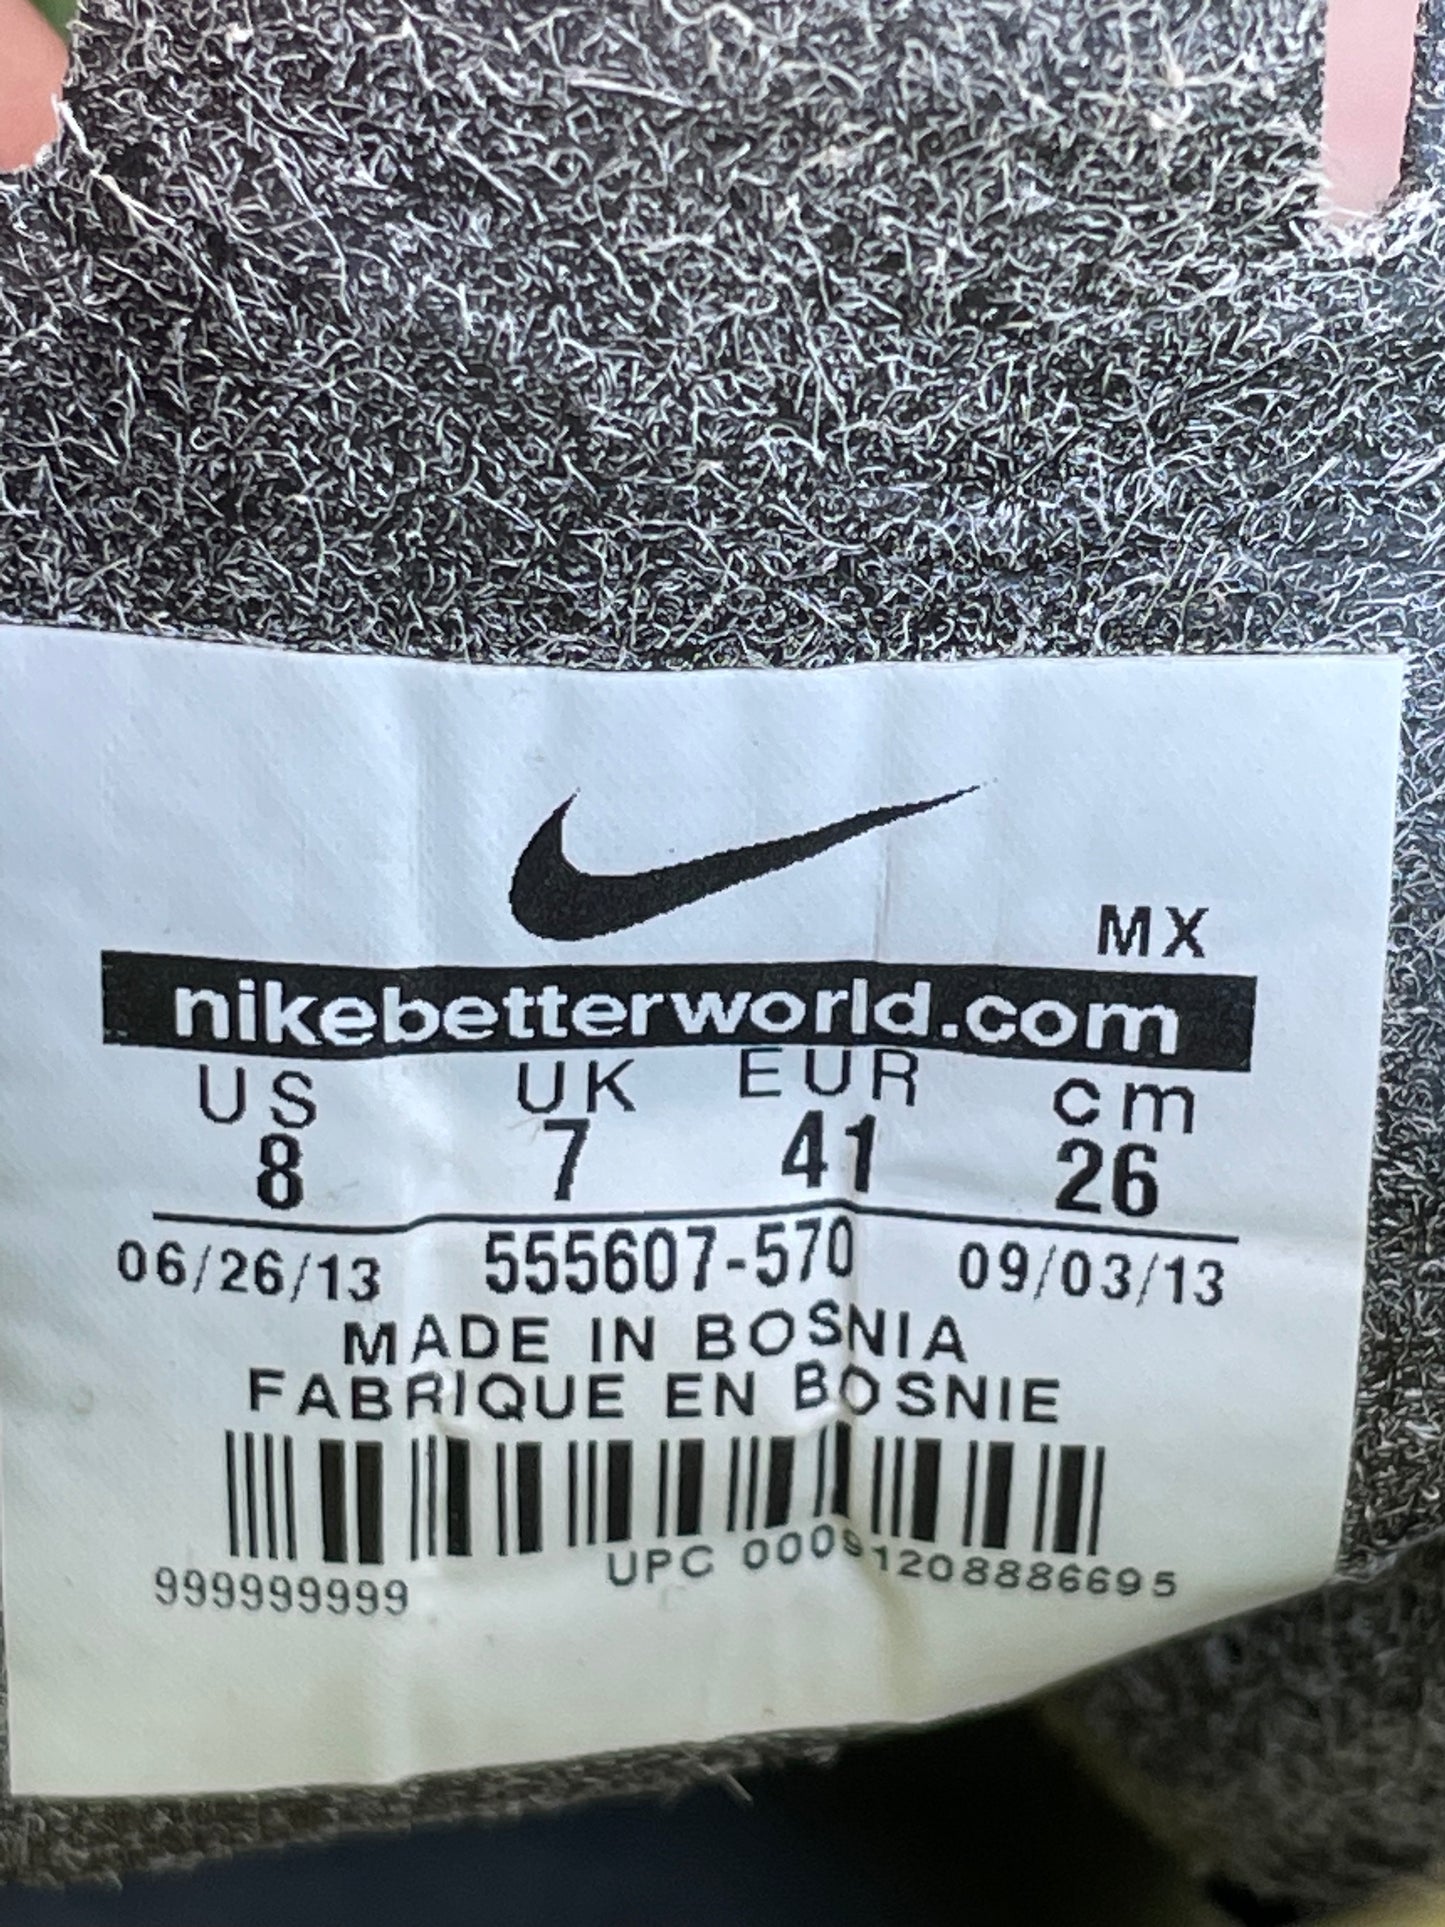 MX
nikebetterworld.com
US UK EUR cm
8 7 41 26
06/26/13 555607-570 09/03/13
MADE IN BOSNIA
FABRIQUE EN BOSNIE
999999999 UPC 00091208886695